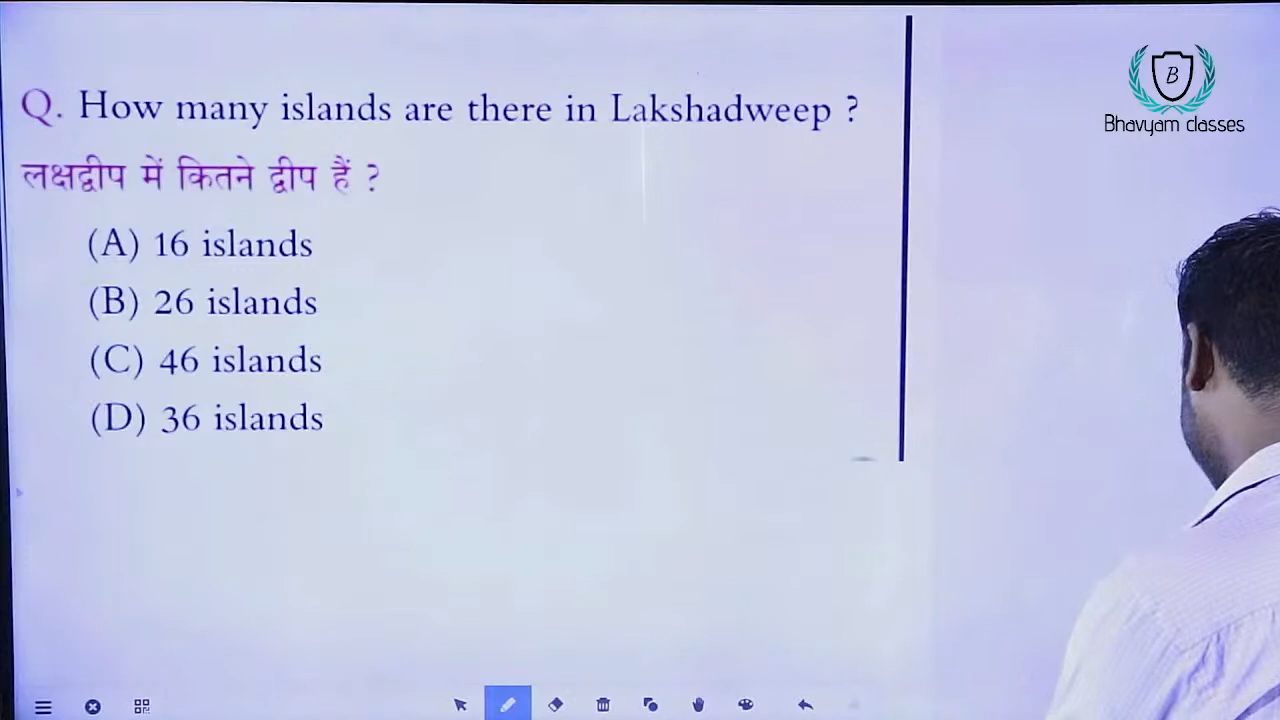 Q. How many islands are there in Lakshadweep ?
लक्षद्वीप में कितने द्वीप हैं ?
(A) 16 islands
(B) 26 islands
(C) 46 islands
(D) 36 islands
B
Bhavyam classes